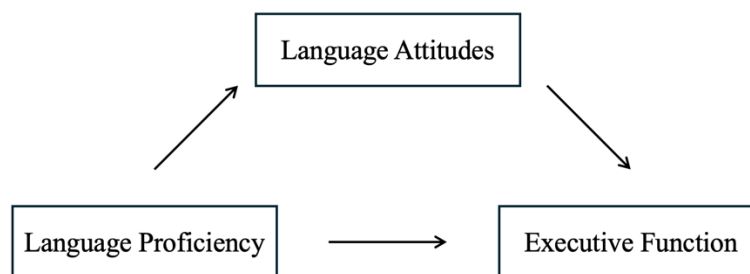 Language Attitudes
Language Proficiency
Executive Function